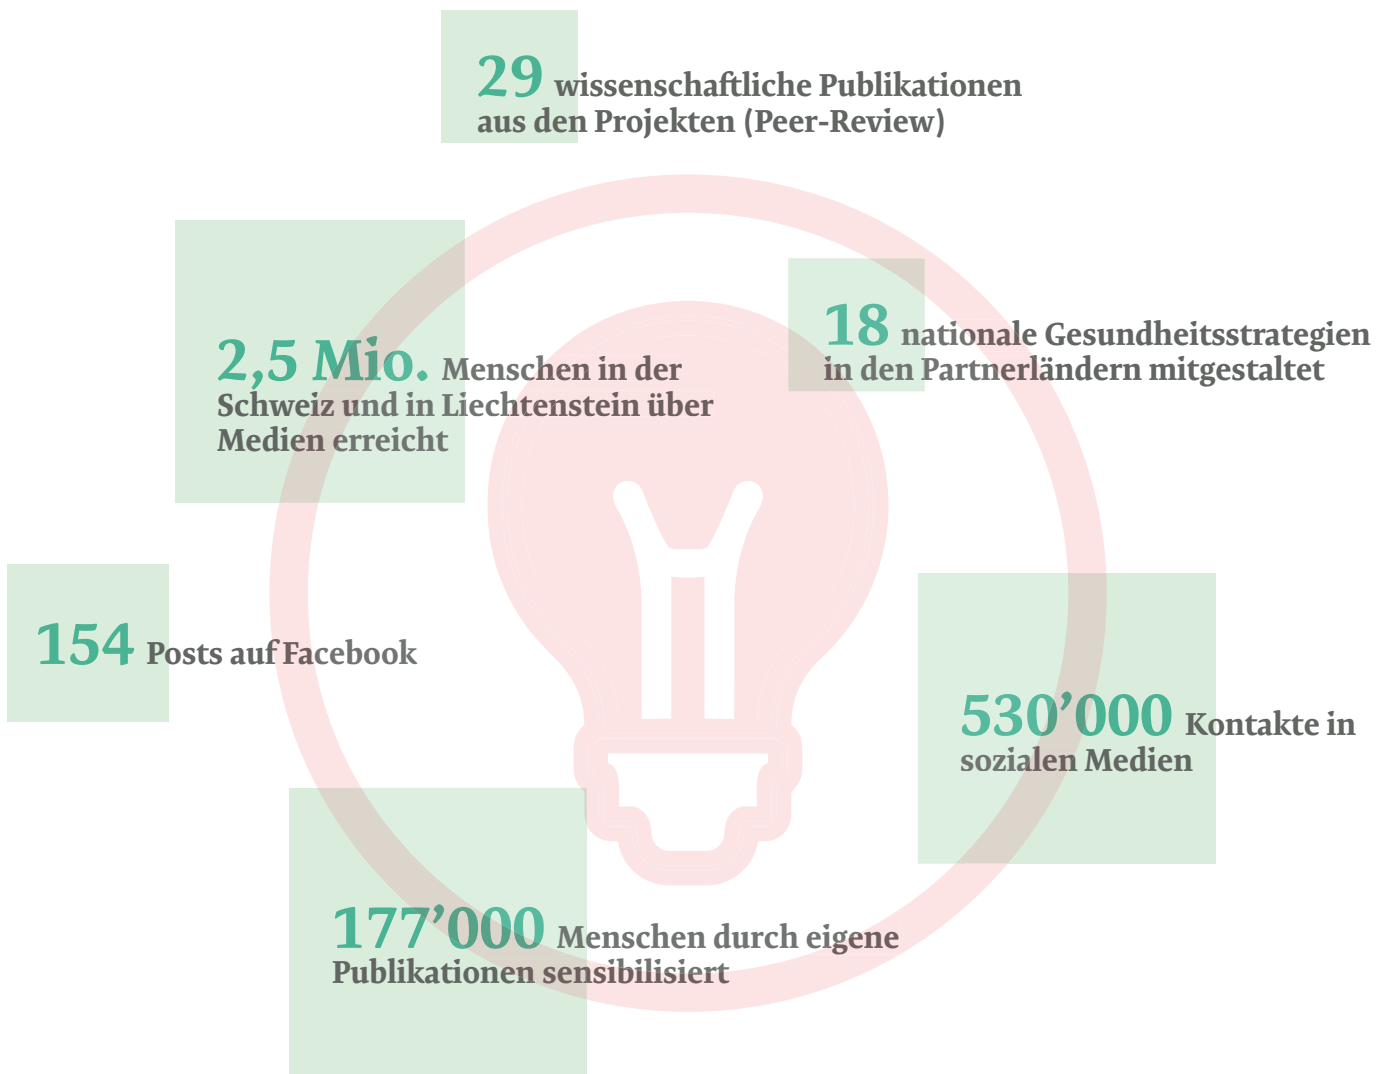 29 wissenschaftliche Publikationen
aus den Projekten (Peer-Review)
2,5 Mio. Menschen in der
Schweiz und in Liechtenstein über
Medien erreicht
18 nationale Gesundheitsstrategien
in den Partnerländern mitgestaltet
154 Posts auf Facebook
530’000 Kontakte in
sozialen Medien
177’000 Menschen durch eigene
Publikationen sensibilisiert